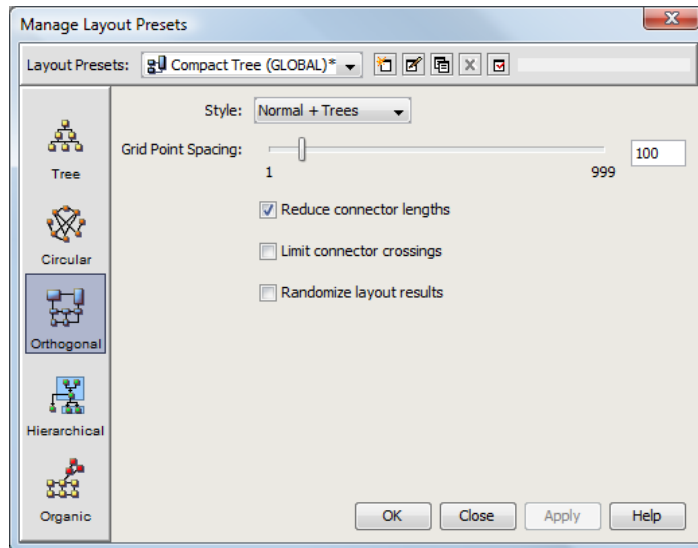 Manage Layout Presets
Layout Presets: Compact Tree (GLOBAL)*
Style: Normal + Trees
Grid Point Spacing: 100
1 999
Tree
Reduce connector lengths
Circular
Limit connector crossings
Randomize layout results
Orthogonal
Hierarchical
Organic
OK Close Apply Help